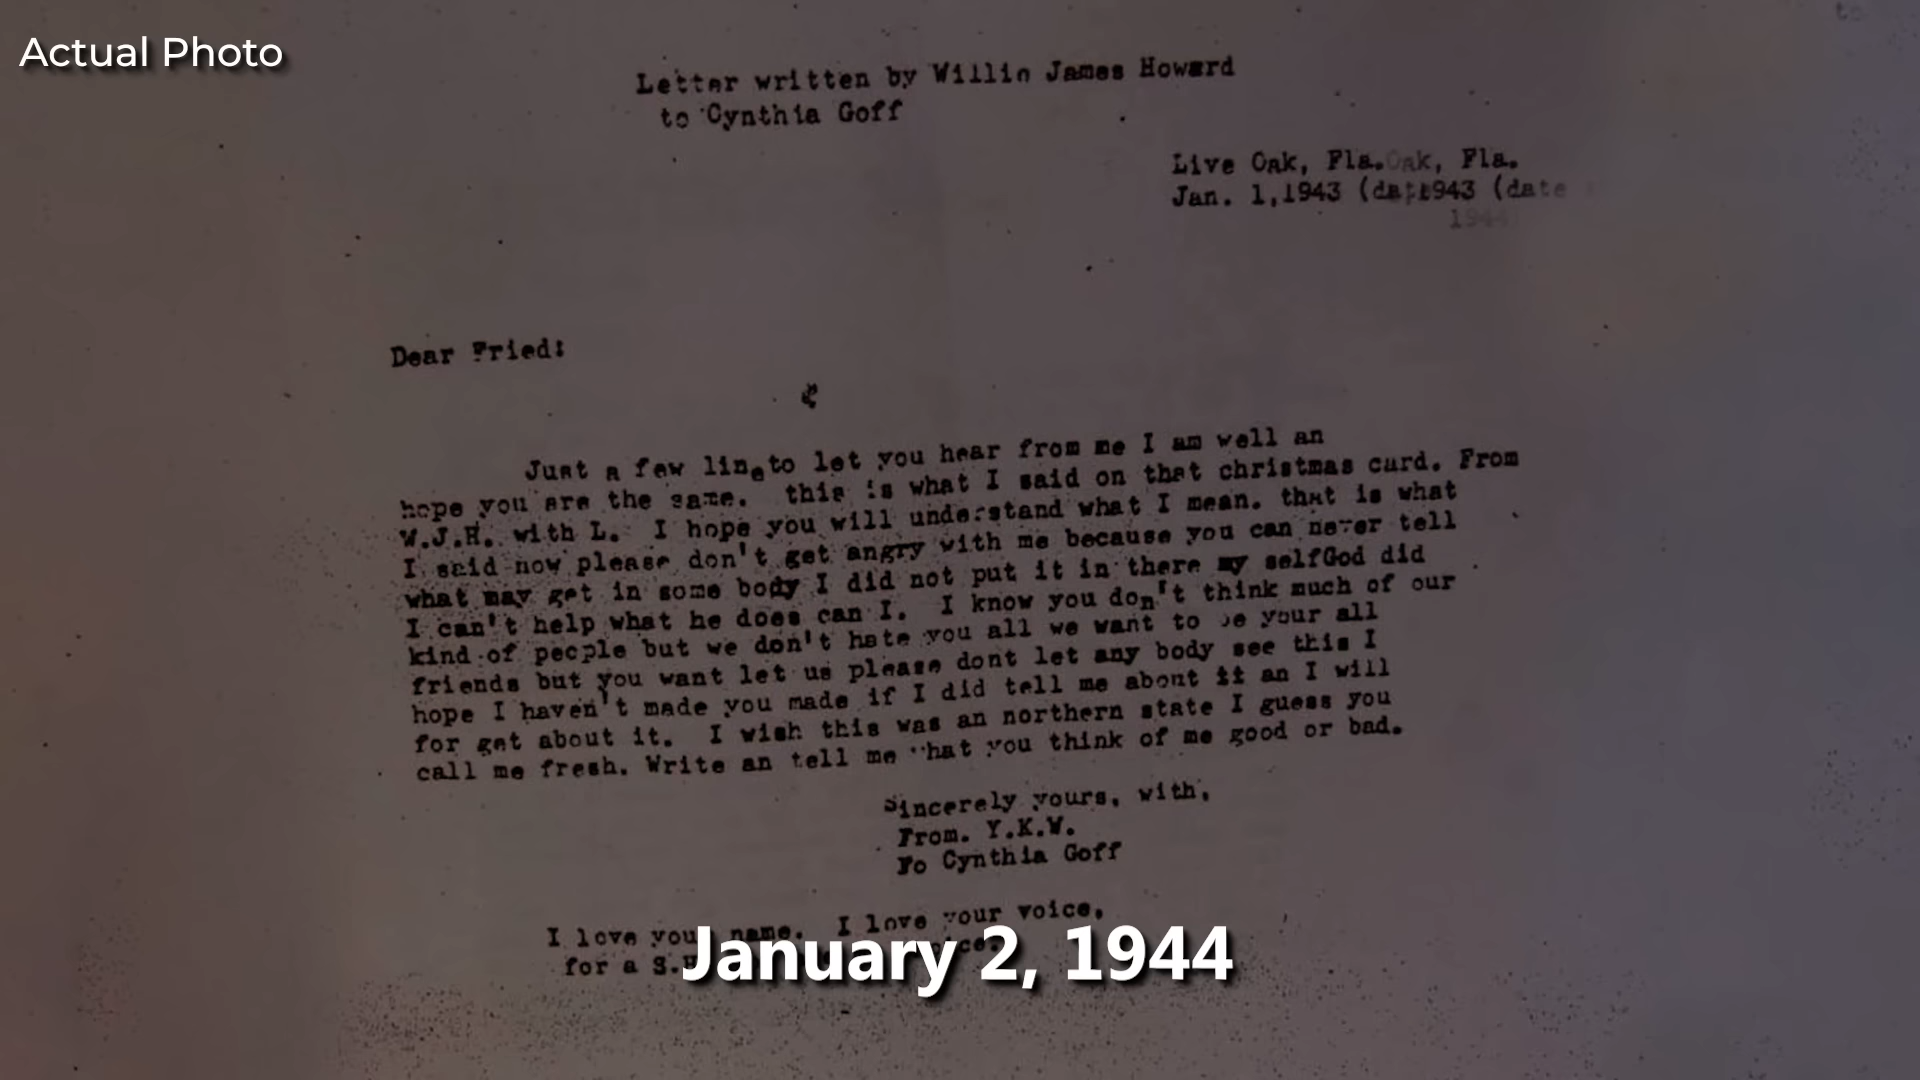 Actual Photo
Letter written by Willie James Howard
to Cynthia Goff
Live Oak, Fla. Oak, Fla.
Jan. 1,1943 (dat 1943 (date
1944
Dear Fried:
Just a few line to let you hear from me I am well an
hope you are the same. this is what I said on that christmas card. From
W.J.H. with L. I hope you will understand what I mean. that is what
I said now please don't get angry with me because you can never tell
what may get in some body I did not put it in there my selfGod did
I can't help what he does can I. I know you don't think much of our
kind of people but we don't hate you all we want to be your all
friends but you want let us please dont let any body see this I
hope I haven't made you made if I did tell me about it an I will
for get about it. I wish this was an northern state I guess you
call me fresh. Write an tell me what you think of me good or bad.
Sincerely yours, with,
From. Y.K.W.
To Cynthia Goff
I love your name. I love your voice,
for a S.H.
January 2, 1944